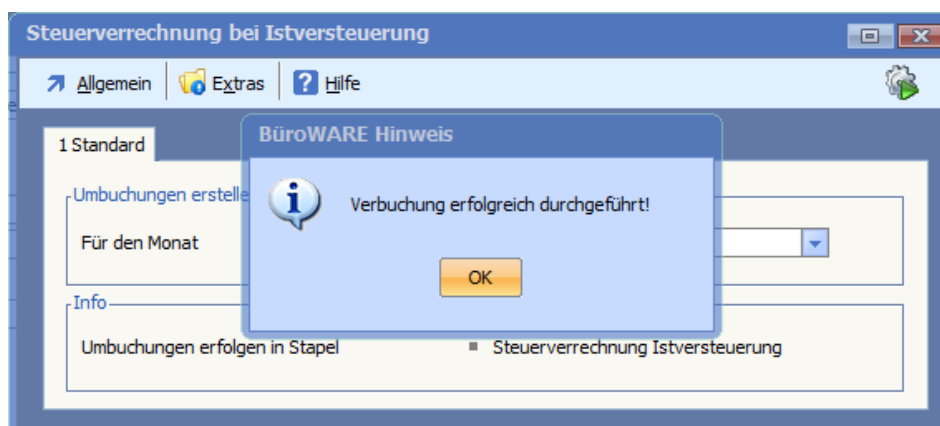 Steuerverrechnung bei Istversteuerung
Allgemein Extras Hilfe
1 Standard
BüroWARE Hinweis
Umbuchungen erstelle
Verbuchung erfolgreich durchgeführt!
Für den Monat
OK
Info
Umbuchungen erfolgen in Stapel Steuerverrechnung Istversteuerung